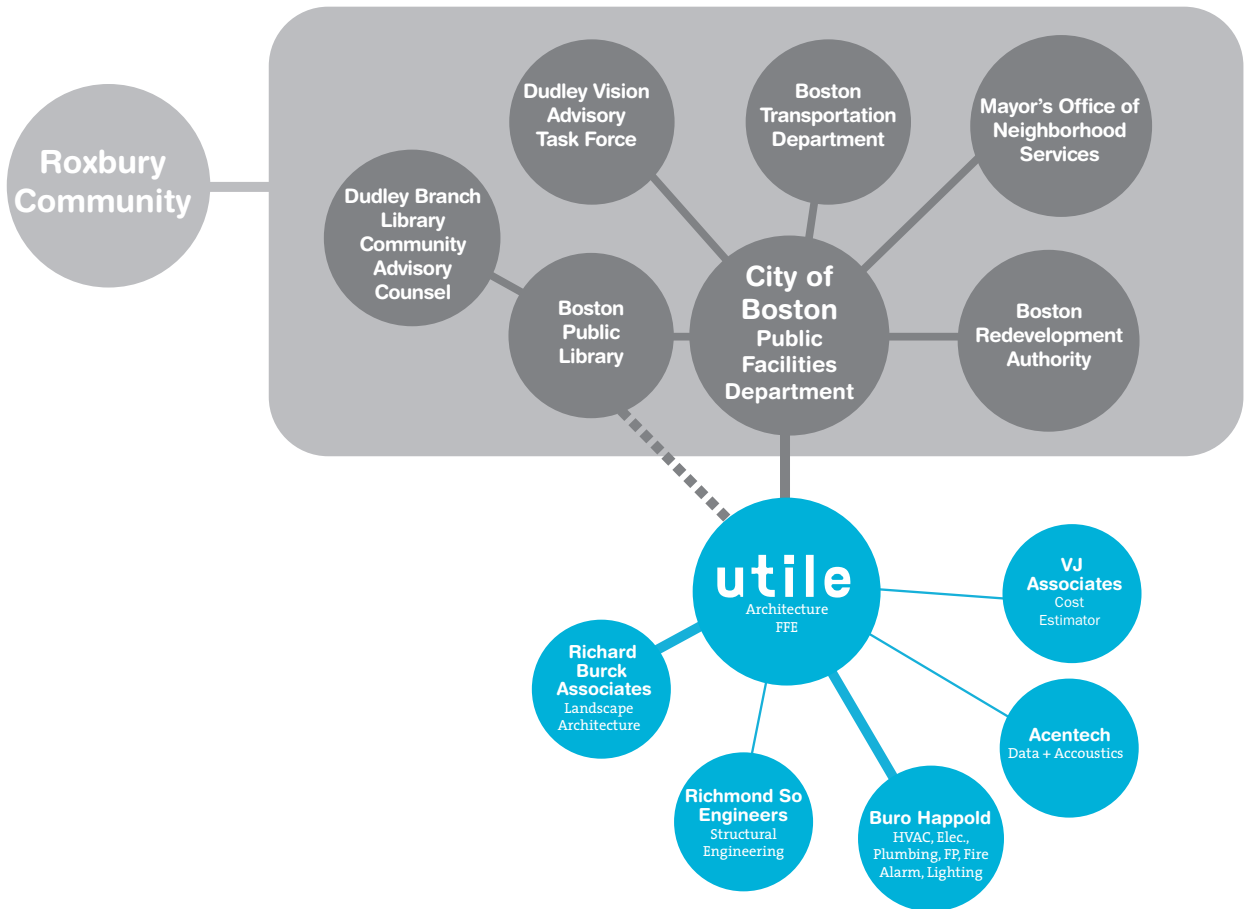 Roxbury
Community
Dudley Vision
Advisory
Task Force
Boston
Transportation
Department
Mayor's Office of
Neighborhood
Services
Dudley Branch
Library
Community
Advisory
Counsel
Boston
Public
Library
City of
Boston
Public
Facilities
Department
Boston
Redevelopment
Authority
utile
Architecture
FFE
VJ
Associates
Cost
Estimator
Richard
Burck
Associates
Landscape
Architecture
Acentech
Data + Accoustics
Richmond So
Engineers
Structural
Engineering
Buro Happold
HVAC, Elec.,
Plumbing, FP, Fire
Alarm, Lighting